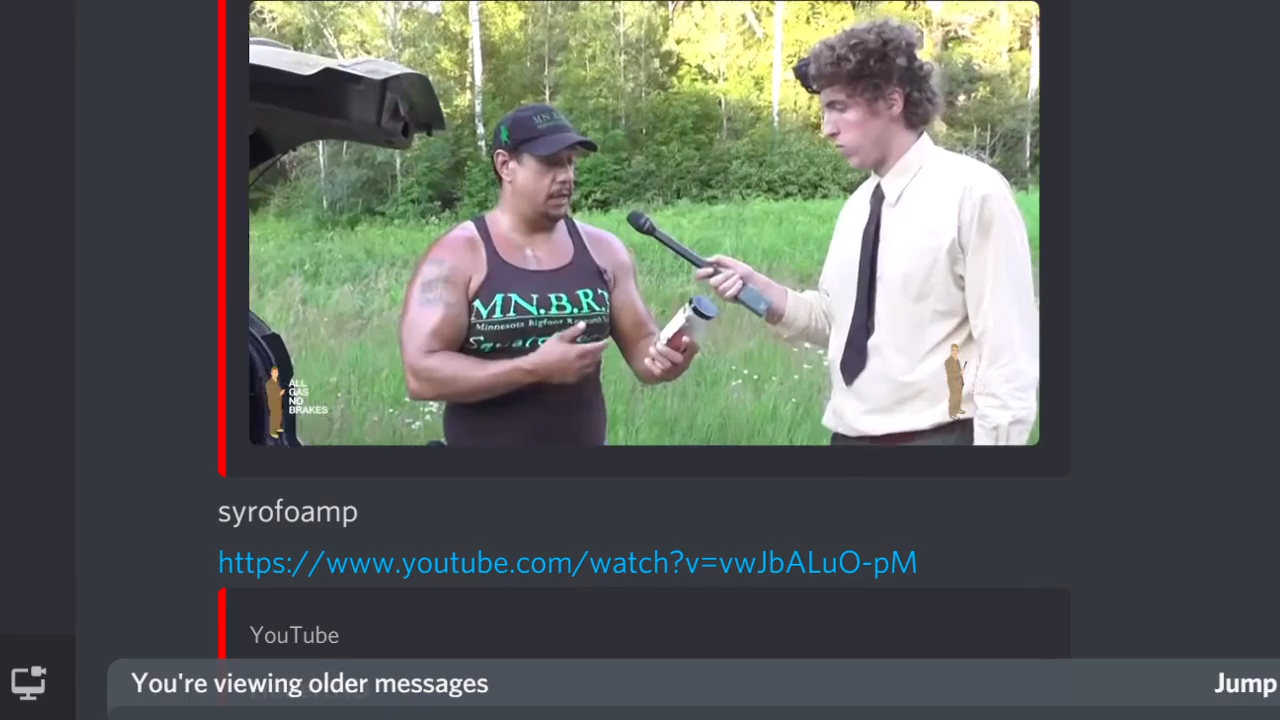 MN.B.R.T
Minnesota Bigfoot Research
ALL
GAS
NO
BRAKES
syrofoamp
https://www.youtube.com/watch?v=vwJbALuO-pM
YouTube
You're viewing older messages
Jump